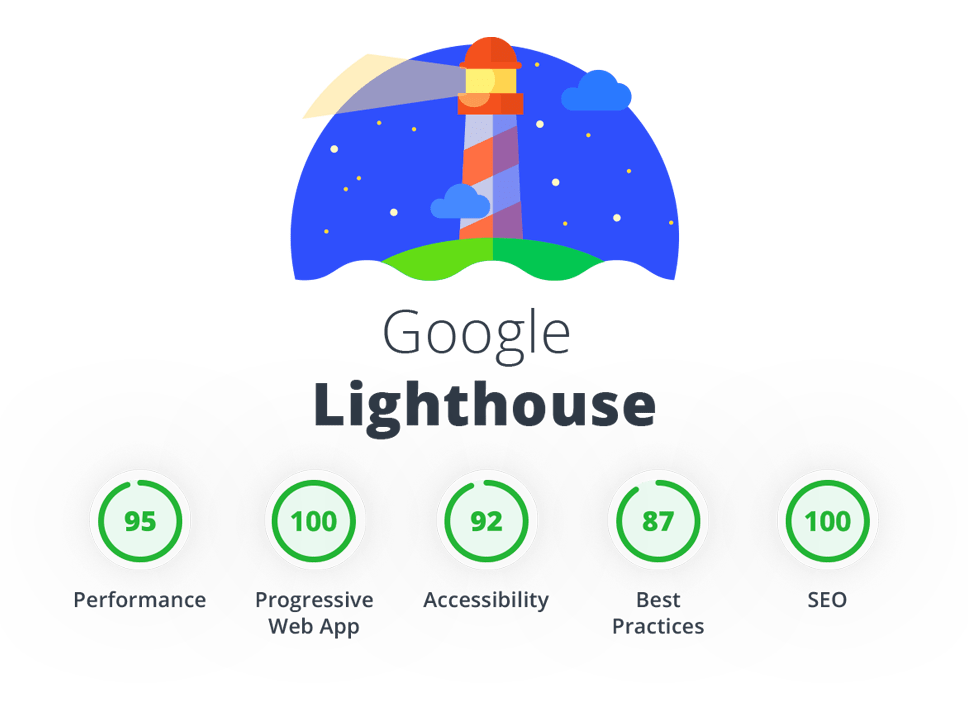 Google
Lighthouse
95
100
92
87
100
Performance
Progressive
Web App
Accessibility
Best
Practices
SEO